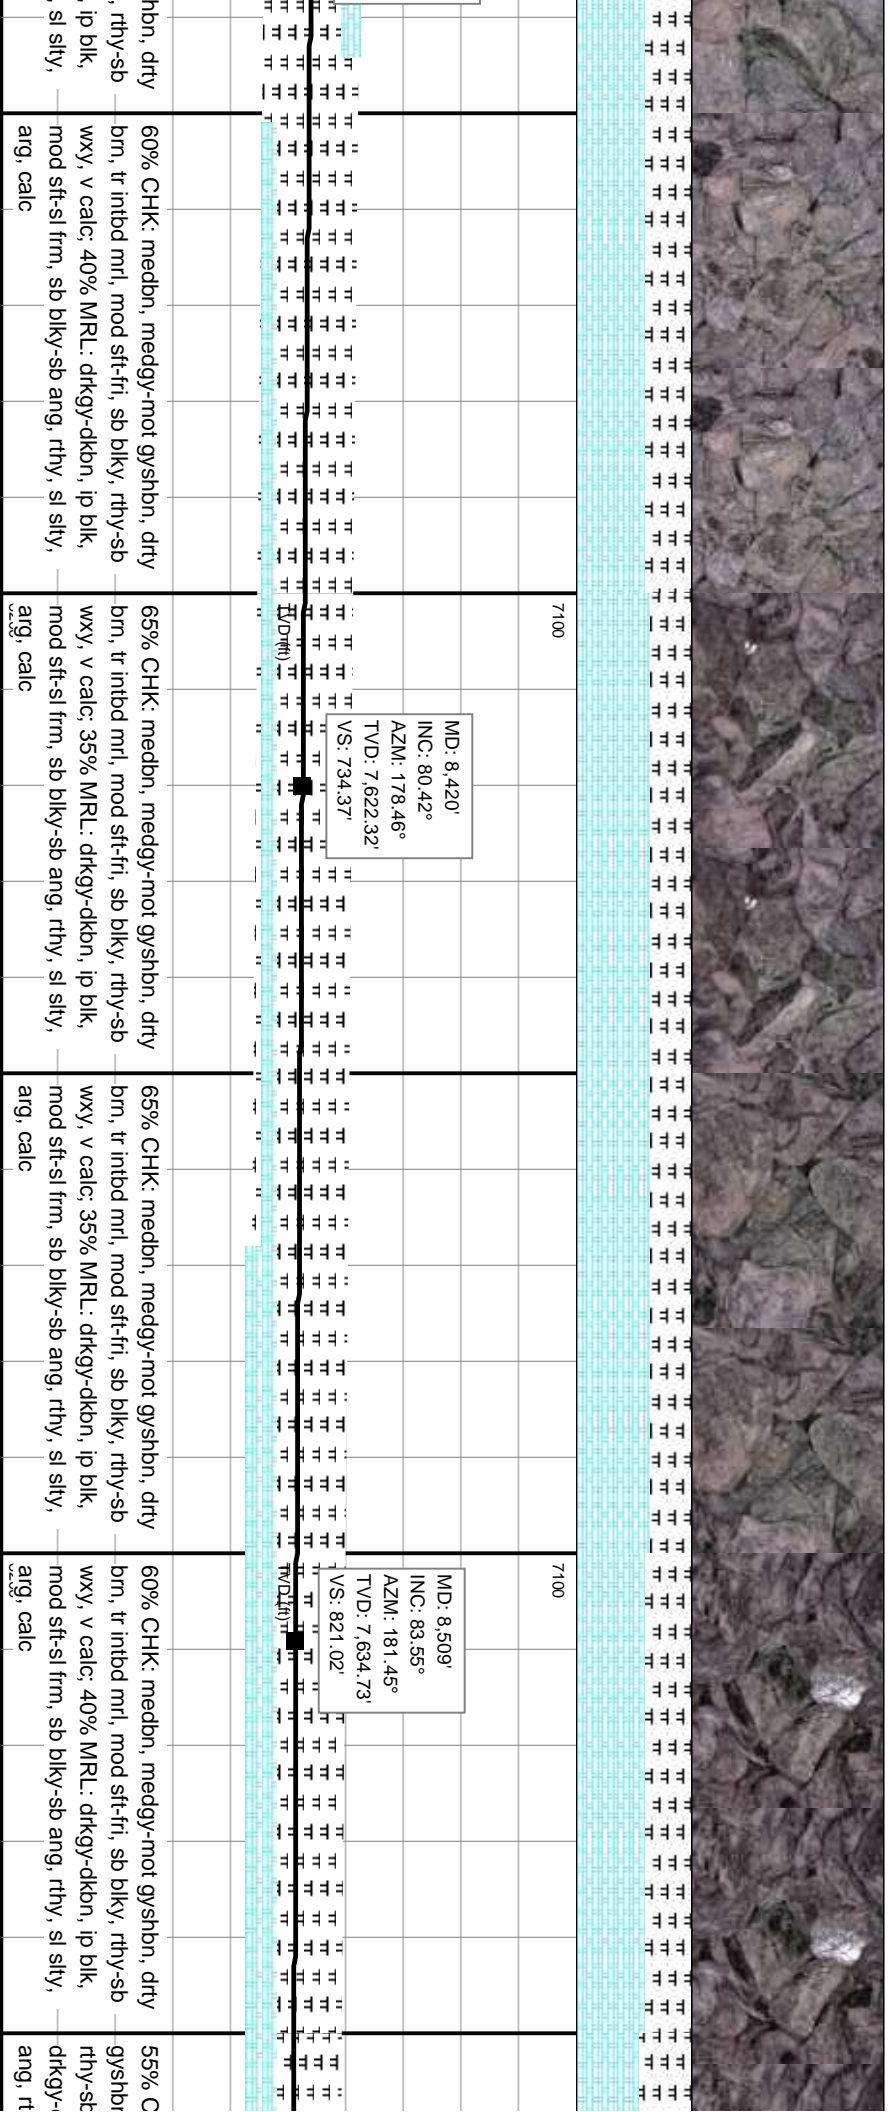 hbn, drty
, rthy-sb
, ip blk,
, sl slty,
60% CHK: medbn, medgy-mot gyshbn, drty
brn, tr intbd mrl, mod sft-fri, sb blky, rthy-sb
wxy, v calc; 40% MRL: drkgy-dkbn, ip blk,
mod sft-sl frm, sb blky-sb ang, rthy, sl slty,
arg, calc
7100
TVD (ft)
MD: 8,420'
INC: 80.42°
AZM: 178.46°
TVD: 7,622.32'
VS: 734.37'
65% CHK: medbn, medgy-mot gyshbn, drty
brn, tr intbd mrl, mod sft-fri, sb blky, rthy-sb
wxy, v calc; 35% MRL: drkgy-dkbn, ip blk,
mod sft-sl frm, sb blky-sb ang, rthy, sl slty,
arg, calc
65% CHK: medbn, medgy-mot gyshbn, drty
brn, tr intbd mrl, mod sft-fri, sb blky, rthy-sb
wxy, v calc; 35% MRL: drkgy-dkbn, ip blk,
mod sft-sl frm, sb blky-sb ang, rthy, sl slty,
arg, calc
7100
TVD (ft)
MD: 8,509'
INC: 83.55°
AZM: 181.45°
TVD: 7,634.73'
VS: 821.02'
60% CHK: medbn, medgy-mot gyshbn, drty
brn, tr intbd mrl, mod sft-fri, sb blky, rthy-sb
wxy, v calc; 40% MRL: drkgy-dkbn, ip blk,
mod sft-sl frm, sb blky-sb ang, rthy, sl slty,
arg, calc
55% C
gyshbn
rthy-sb
drkgy-
ang, rt